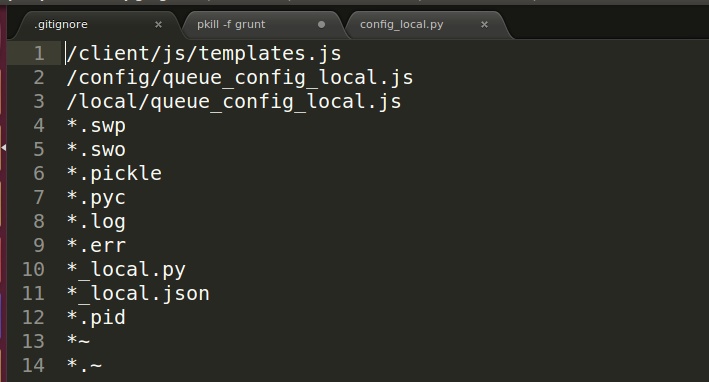 .gitignore × pkill -f grunt ● config_local.py ×
1 /client/js/templates.js
2 /config/queue_config_local.js
3 /local/queue_config_local.js
4 *.swp
5 *.swo
6 *.pickle
7 *.pyc
8 *.log
9 *.err
10 *_local.py
11 *_local.json
12 *.pid
13 *~
14 *.~